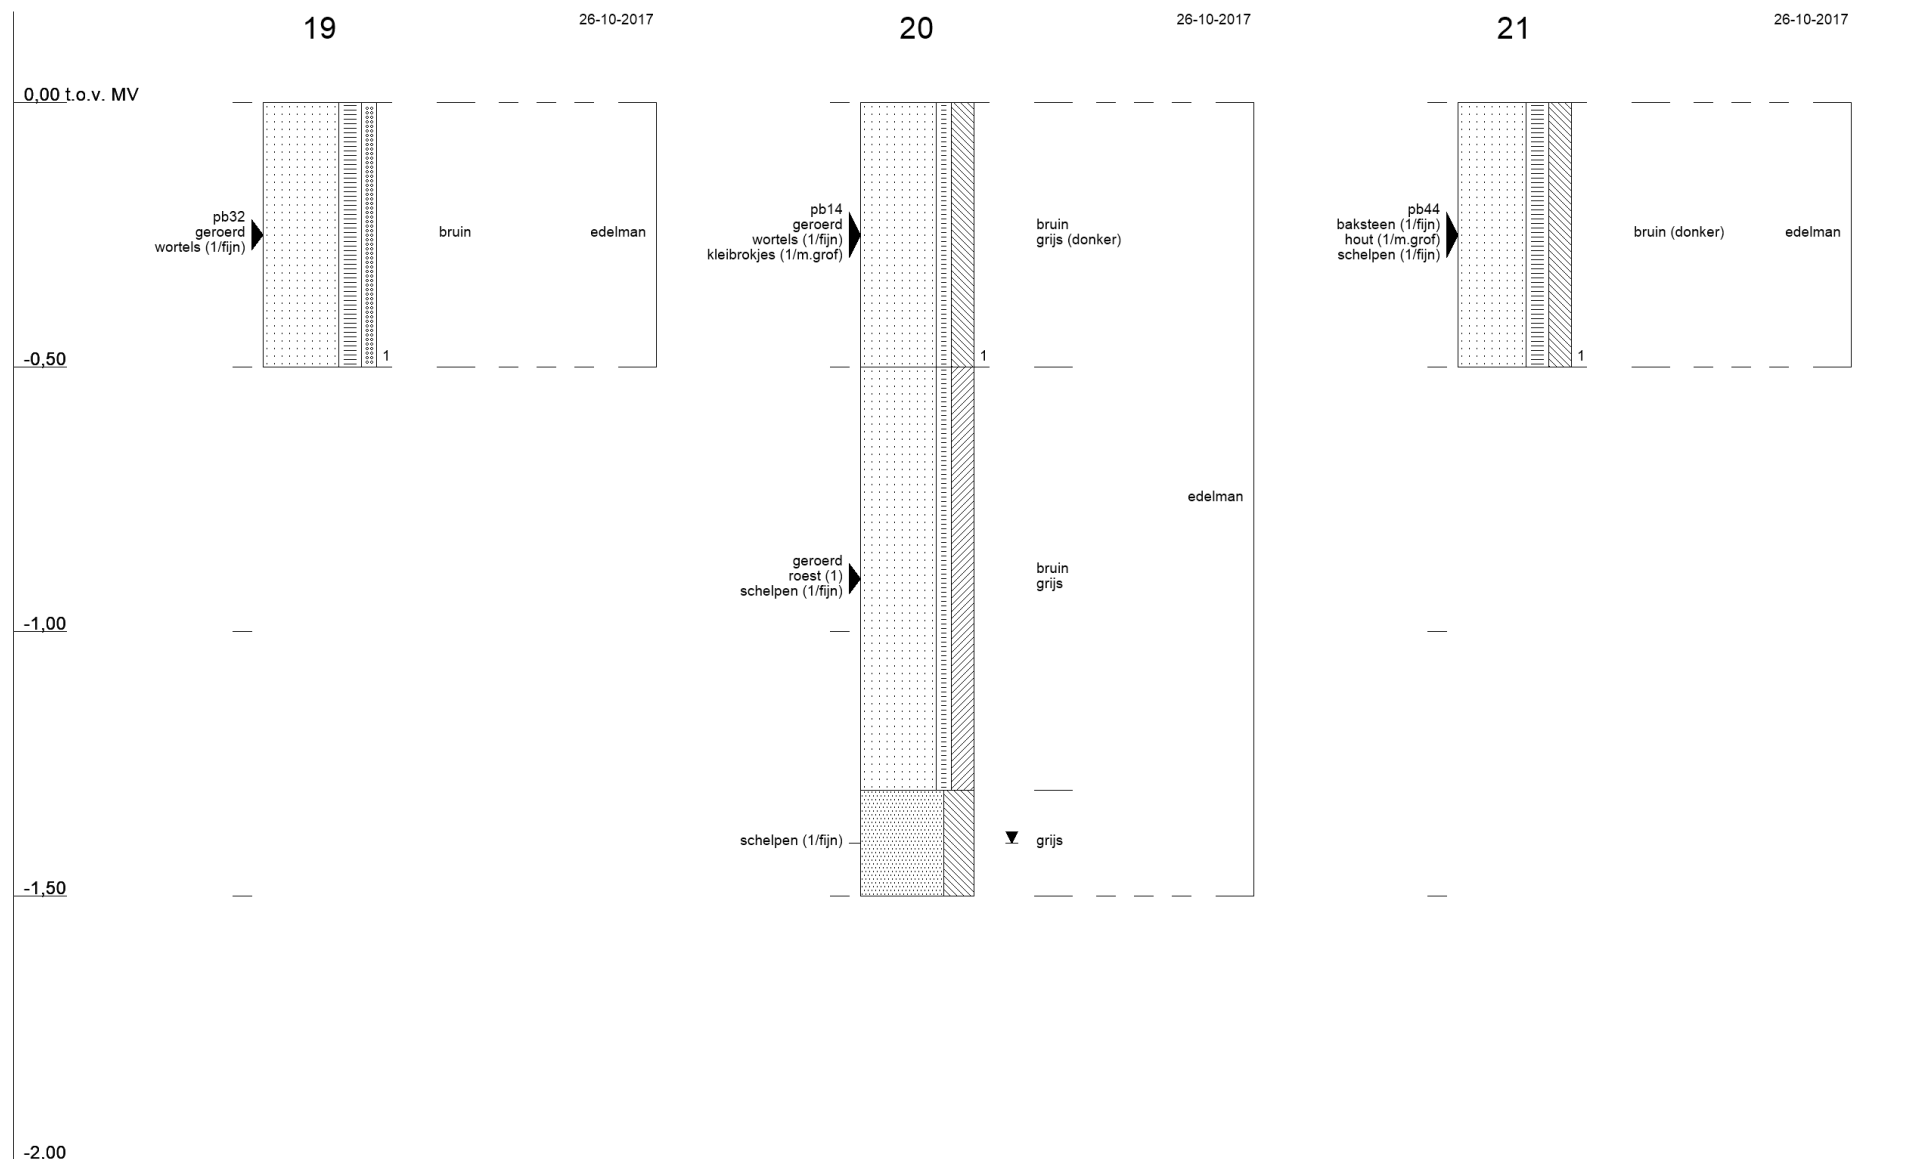 19
26-10-2017
20
26-10-2017
21
26-10-2017
0,00 t.o.v. MV
pb32
geroerd
wortels (1/fijn)
bruin
edelman
1
pb14
geroerd
wortels (1/fijn)
kleibrokjes (1/m.grof)
bruin
grijs (donker)
1
pb44
baksteen (1/fijn)
hout (1/m.grof)
schelpen (1/fijn)
bruin (donker)
edelman
1
-0,50
edelman
geroerd
roest (1)
schelpen (1/fijn)
bruin
grijs
-1,00
schelpen (1/fijn)
grijs
-1,50
-2,00